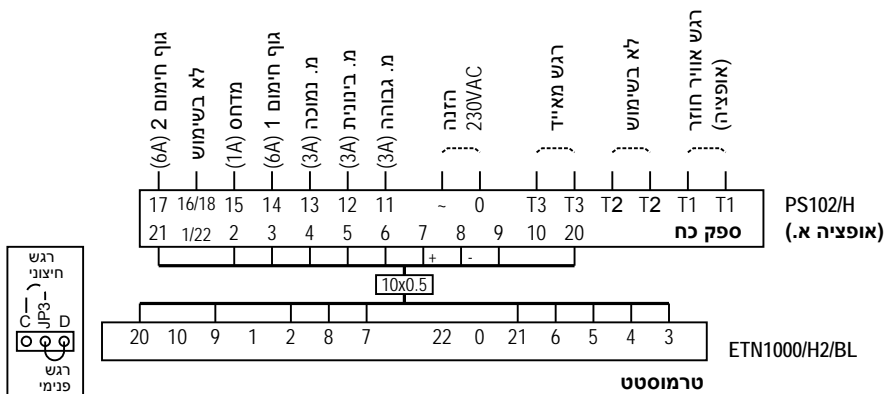 גוף חימום 2 (6A)
לא בשימוש
מדחס (1A)
גוף חימום 1 (6A)
מ. נמוכה (3A)
מ. בינונית (3A)
מ. גבוהה (3A)
הזנה
230VAC
רגש מאייד
לא בשימוש
רגש אוויר חוזר
(אופציה)
17 16/18 15 14 13 12 11 ~ 0 T3 T3 T2 T2 T1 T1
PS102/H
21 1/22 2 3 4 5 6 7 8 9 10 20
ספק כח
(אופציה א.)
+ -
10x0.5
20 10 9 1 2 8 7 22 0 21 6 5 4 3
ETN1000/H2/BL
טרמוסטט
רגש
חיצוני
C JP3 D
רגש
פנימי